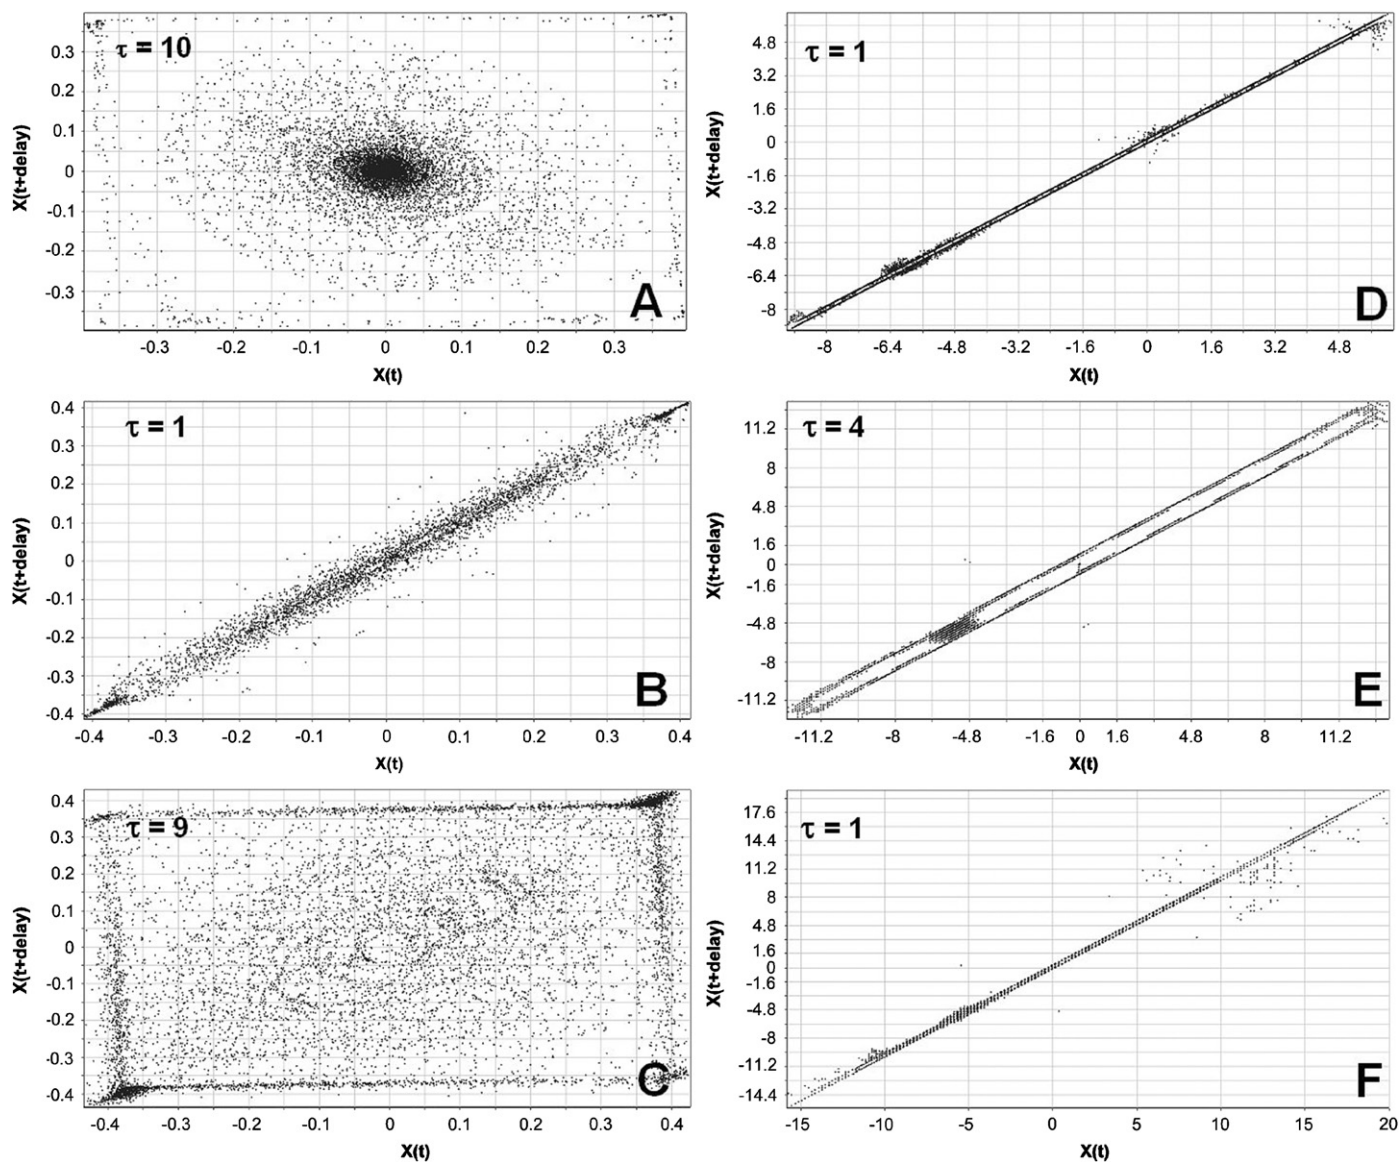 τ = 10
X(t+delay)
0.3
0.2
0.1
0
-0.1
-0.2
-0.3
A
-0.3 -0.2 -0.1 0 0.1 0.2 0.3
X(t)
τ = 1
X(t+delay)
4.8
3.2
1.6
0
-1.6
-3.2
-4.8
-6.4
-8
D
-8 -6.4 -4.8 -3.2 -1.6 0 1.6 3.2 4.8
X(t)
τ = 1
X(t+delay)
0.4
0.3
0.2
0.1
0
-0.1
-0.2
-0.3
-0.4
B
-0.4 -0.3 -0.2 -0.1 0 0.1 0.2 0.3 0.4
X(t)
τ = 4
X(t+delay)
11.2
8
4.8
1.6
0
-1.6
-4.8
-8
-11.2
E
-11.2 -8 -4.8 -1.6 0 1.6 4.8 8 11.2
X(t)
τ = 9
X(t+delay)
0.4
0.3
0.2
0.1
0
-0.1
-0.2
-0.3
-0.4
C
-0.4 -0.3 -0.2 -0.1 0 0.1 0.2 0.3 0.4
X(t)
τ = 1
X(t+delay)
17.6
14.4
11.2
8
4.8
1.6
0
-1.6
-4.8
-8
-11.2
-14.4
F
-15 -10 -5 0 5 10 15 20
X(t)